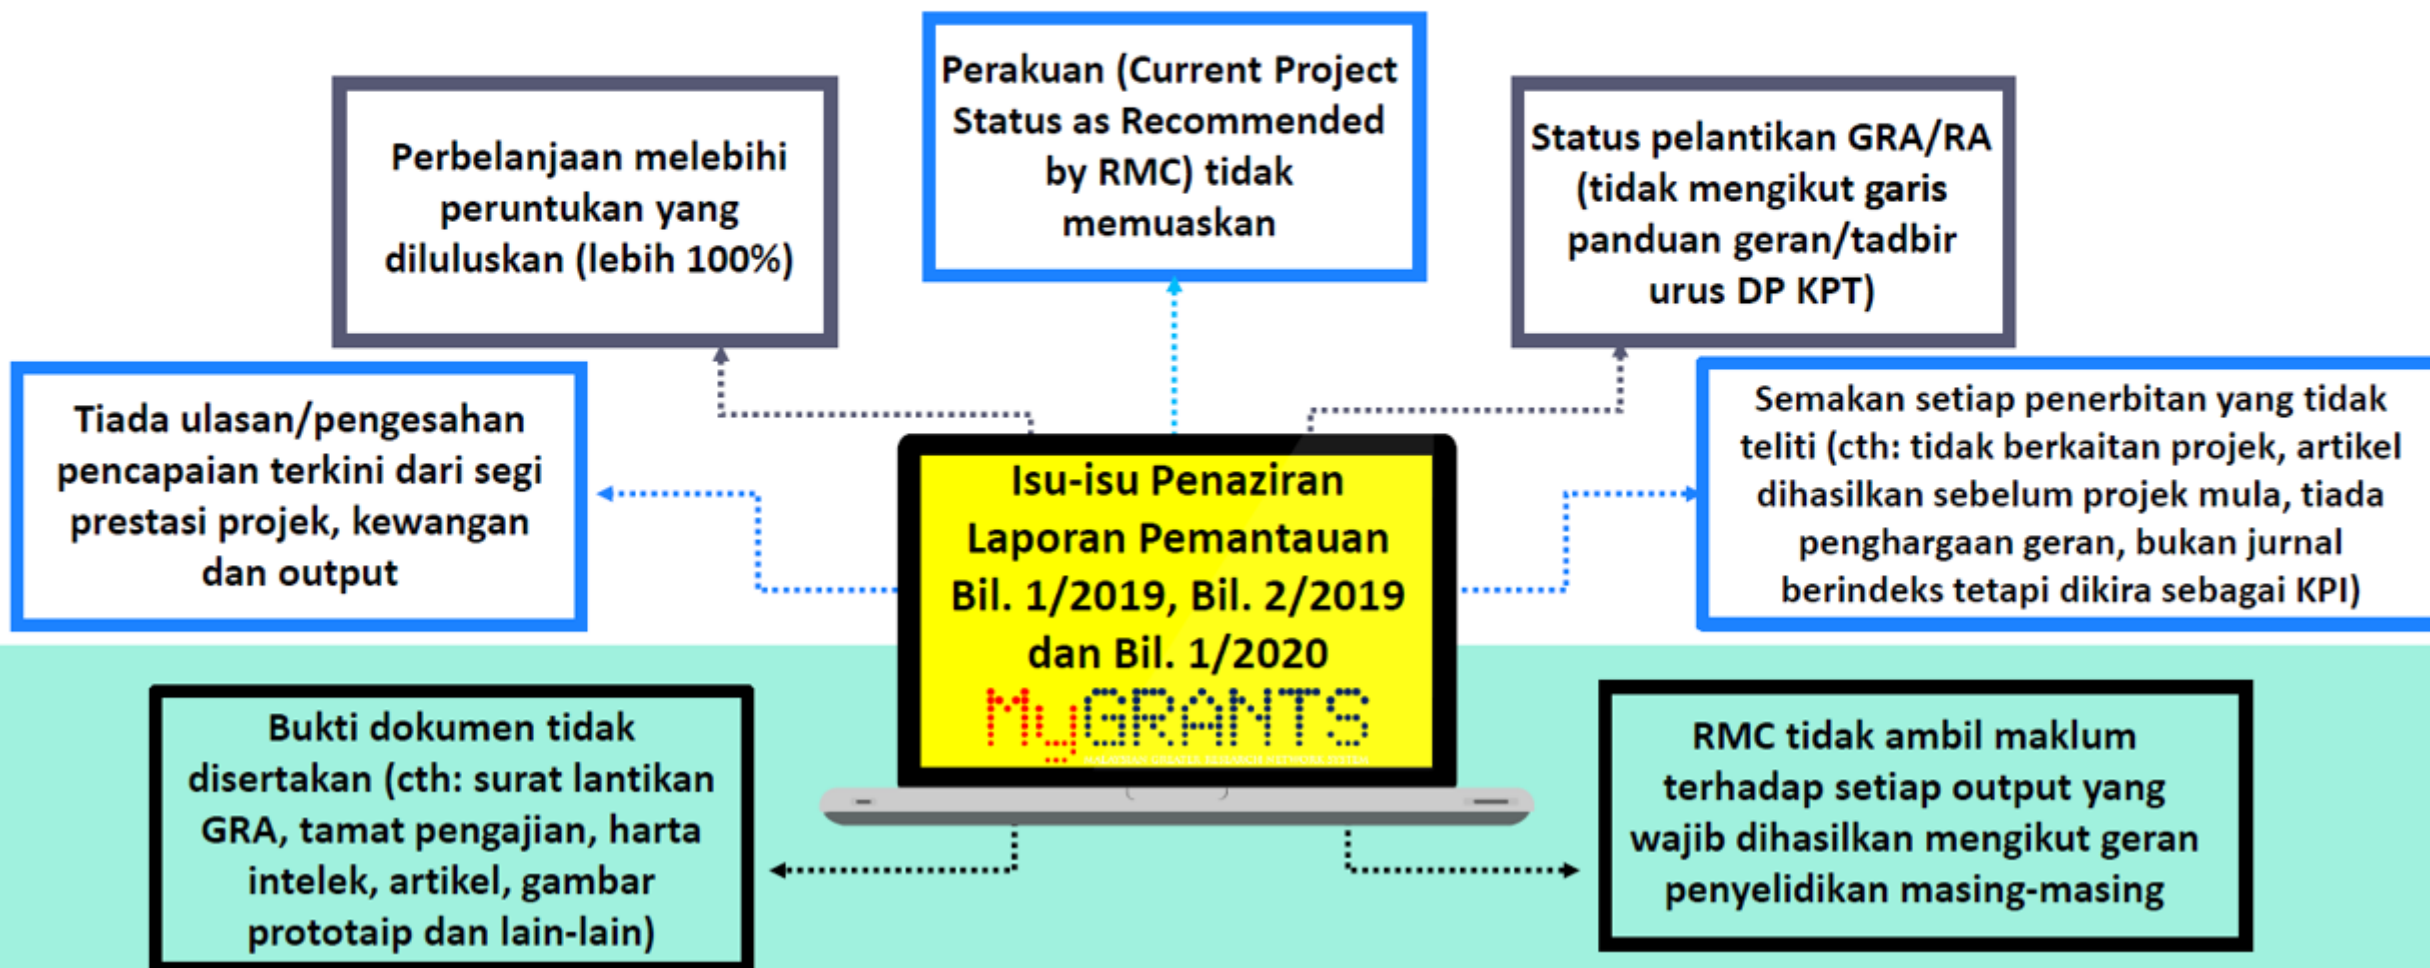 Perakuan (Current Project
Status as Recommended
by RMC) tidak
memuaskan
Perbelanjaan melebihi
peruntukan yang
diluluskan (lebih 100%)
Status pelantikan GRA/RA
(tidak mengikut garis
panduan geran/tadbir
urus DP KPT)
Tiada ulasan/pengesahan
pencapaian terkini dari segi
prestasi projek, kewangan
dan output
Isu-isu Penaziran
Laporan Pemantauan
Bil. 1/2019, Bil. 2/2019
dan Bil. 1/2020
MyGRANTS
MALAYSIAN GREATER RESEARCH NETWORK SYSTEM
Semakan setiap penerbitan yang tidak
teliti (cth: tidak berkaitan projek, artikel
dihasilkan sebelum projek mula, tiada
penghargaan geran, bukan jurnal
berindeks tetapi dikira sebagai KPI)
Bukti dokumen tidak
disertakan (cth: surat lantikan
GRA, tamat pengajian, harta
intelek, artikel, gambar
prototaip dan lain-lain)
RMC tidak ambil maklum
terhadap setiap output yang
wajib dihasilkan mengikut geran
penyelidikan masing-masing